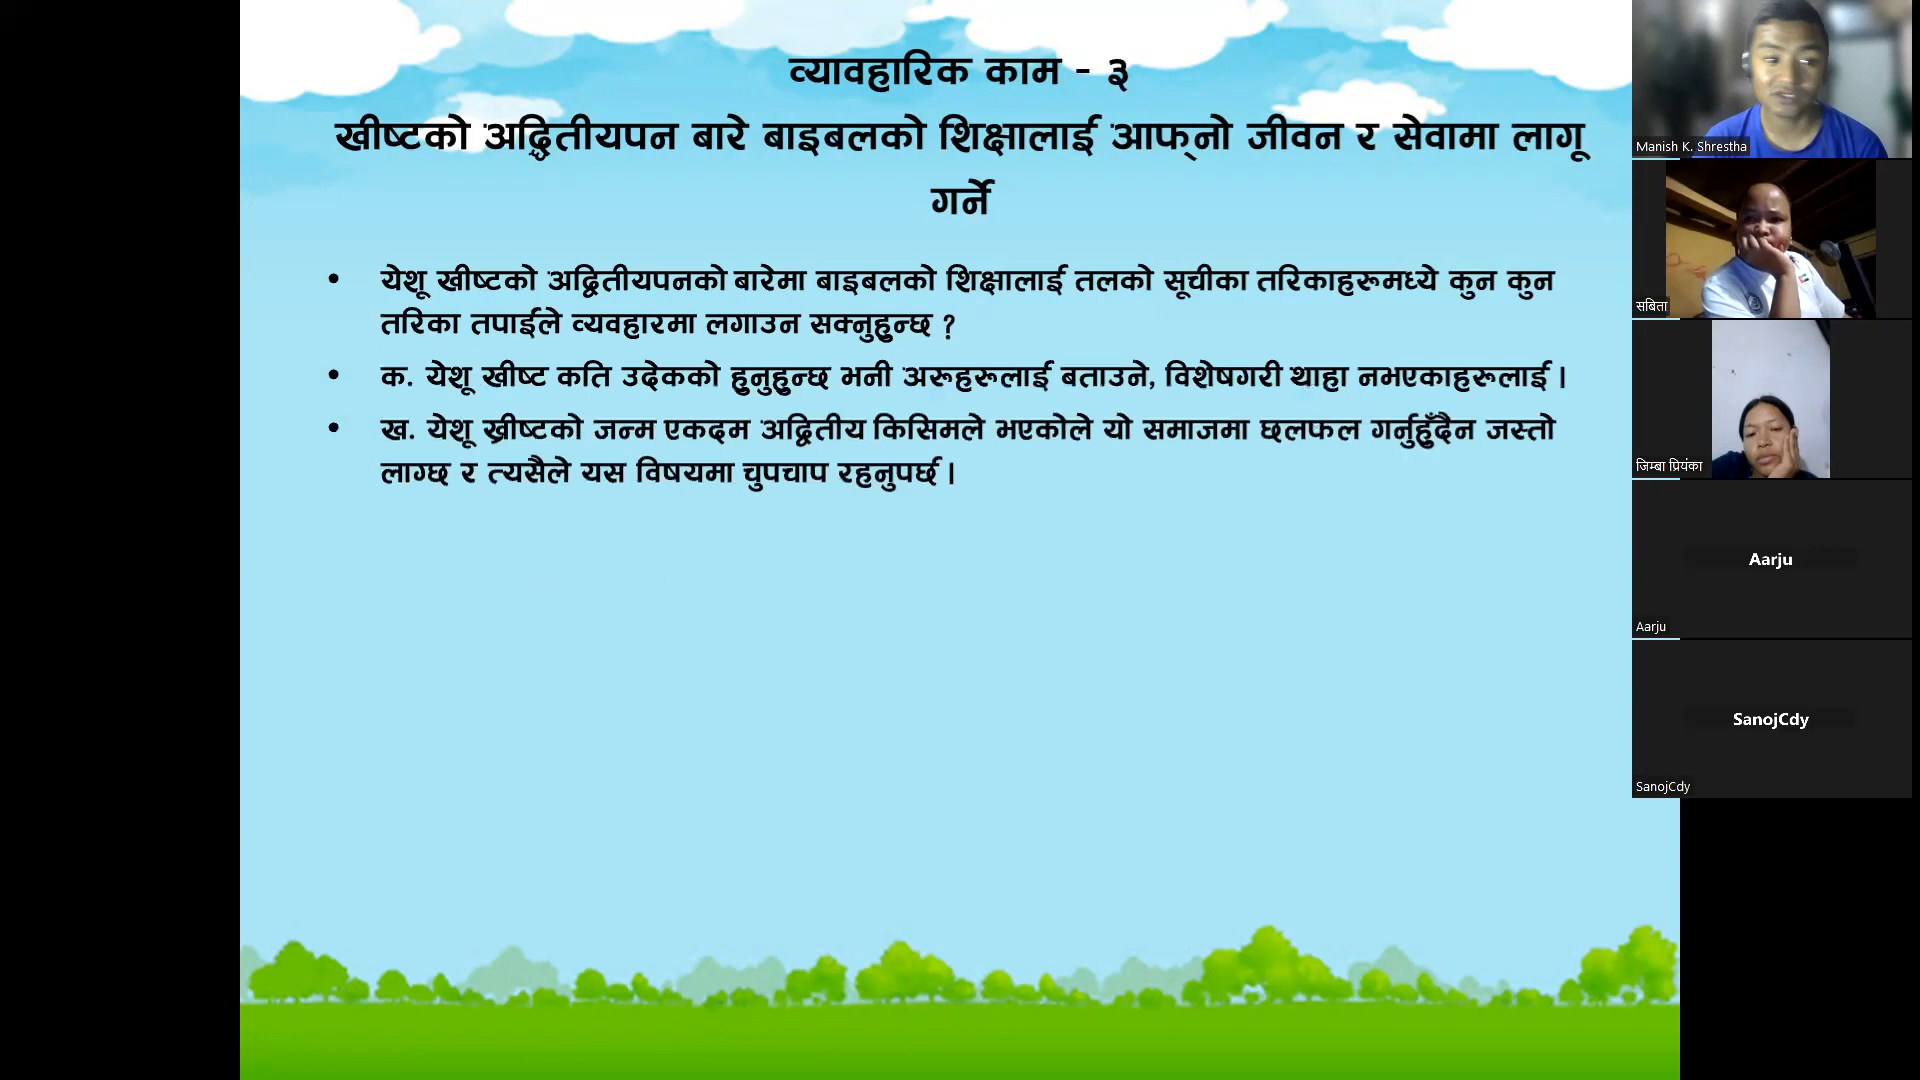 व्यावहारिक काम - ३
ख्रीष्टको अद्वितीयपन बारे बाइबलको शिक्षालाई आफ्‌नो जीवन र सेवामा लागू
गर्ने
• येशू ख्रीष्टको अद्वितीयपनको बारेमा बाइबलको शिक्षालाई तलको सूचीका तरिकाहरूमध्ये कुन कुन
तरिका तपाईले व्यवहारमा लगाउन सक्नुहुन्छ ?
• क. येशू ख्रीष्ट कति उदेकको हुनुहुन्छ भनी अरूहरूलाई बताउने, विशेषगरी थाहा नभएकाहरूलाई ।
• ख. येशू ख्रीष्टको जन्म एकदम अद्वितीय किसिमले भएकोले यो समाजमा छलफल गर्नुहुँदैन जस्तो
लाग्छ र त्यसैले यस विषयमा चुपचाप रहनुपर्छ ।
Manish K. Shrestha
सबिता
जिम्बा प्रियंका
Aarju
Aarju
SanojCdy
SanojCdy